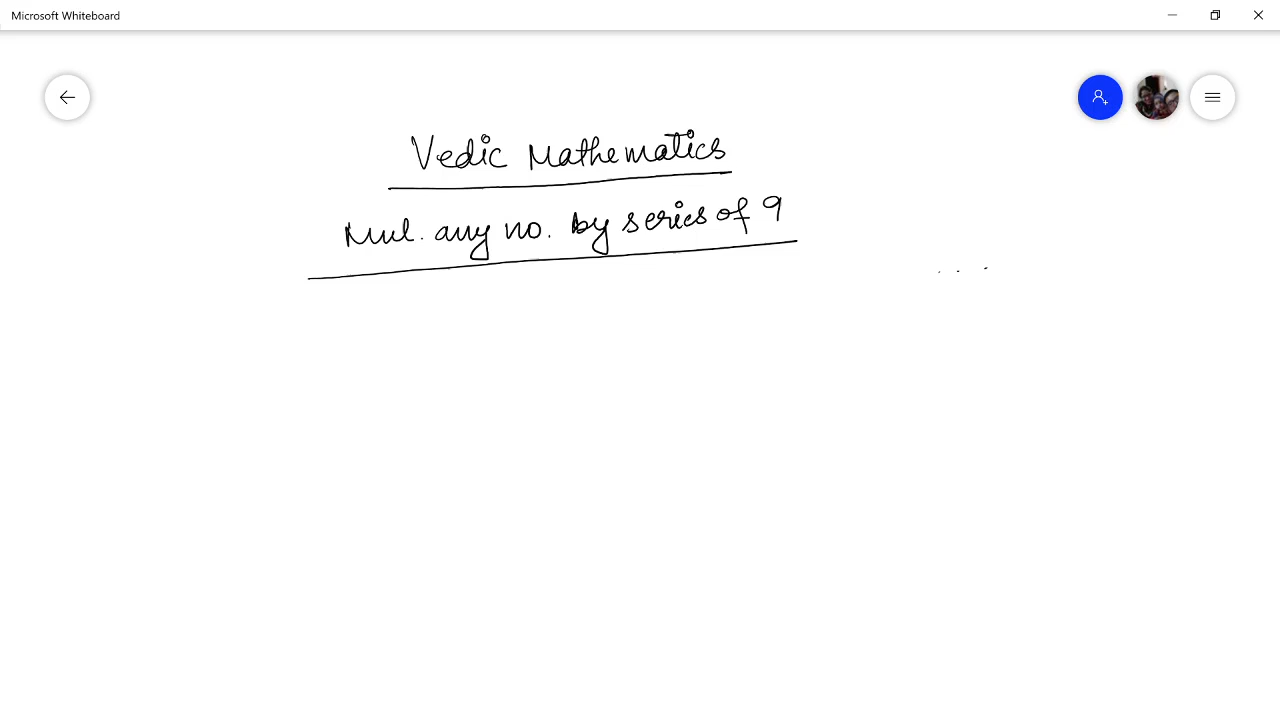 Microsoft Whiteboard
Vedic Mathematics
Mul. any no. by series of 9